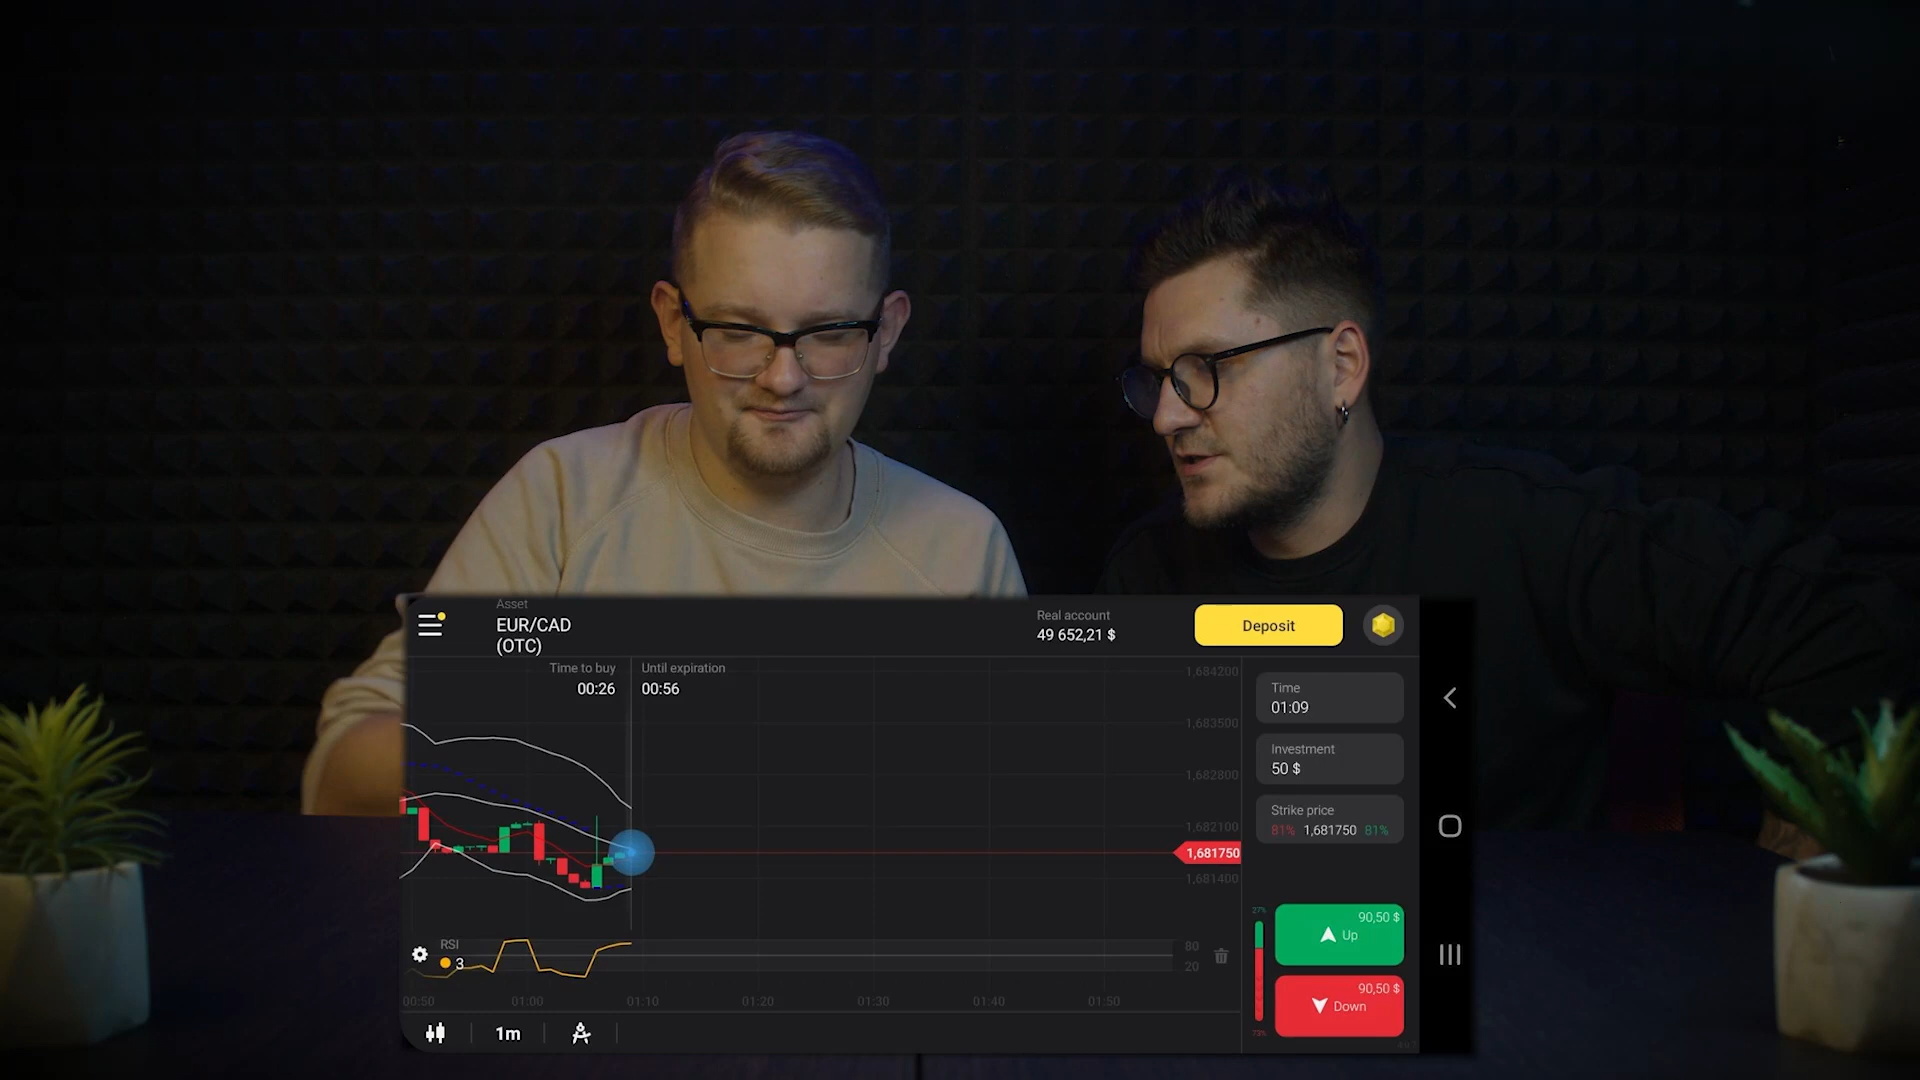 Asset
EUR/CAD
(OTC)
Real account
49 652,21 $
Deposit
Time to buy
00:26
Until expiration
00:56
1,684200
1,683500
1,682800
1,682100
1,681750
1,681400
Time
01:09
Investment
50 $
Strike price
81% 1,681750 81%
27%
90,50 $
Up
90,50 $
Down
73%
RSI
3
80
20
00:50 01:00 01:10 01:20 01:30 01:40 01:50
1m